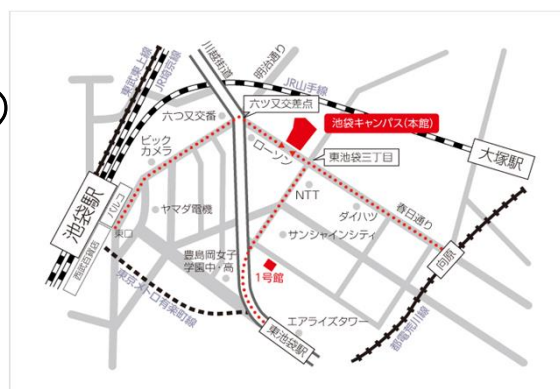 東武東上線
JR埼京線
川越街道
明治通り
JR山手線
六つ又交番
六ツ又交差点
池袋キャンパス(本館)
大塚駅
ビック
カメラ
ローソン
東池袋三丁目
池袋駅
パルコ
NTT
ダイハツ
春日通り
ヤマダ電機
東口
西武百貨店
サンシャインシティ
向原
豊島岡女子
学園中・高
1号館
東京メトロ有楽町線
東池袋駅
エアライズタワー
都電荒川線